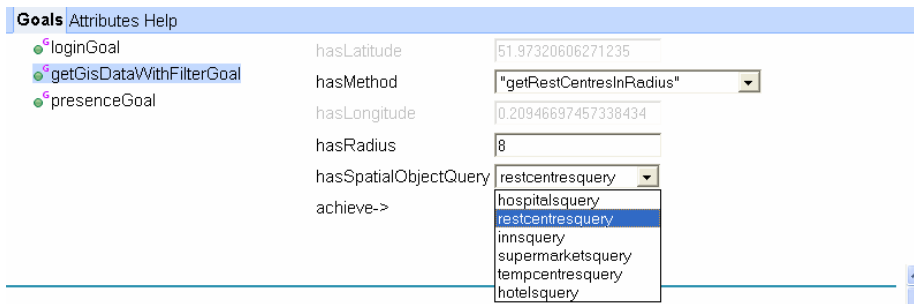 Goals Attributes Help
G loginGoal
G getGisDataWithFilterGoal
G presenceGoal
hasLatitude 51.97320606271235
hasMethod "getRestCentresInRadius"
hasLongitude 0.20946697457338434
hasRadius 8
hasSpatialObjectQuery restcentresquery
achieve->
hospitalsquery
restcentresquery
innsquery
supermarketsquery
tempcentresquery
hotelsquery